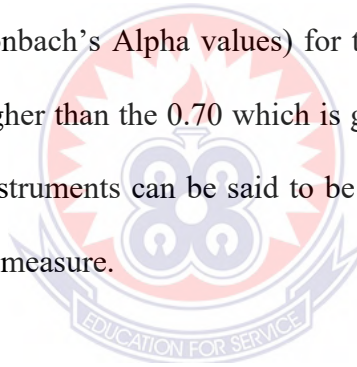 onbach's Alpha values) for t
gher than the 0.70 which is g
struments can be said to be
measure.
EDUCATION FOR SERVICE